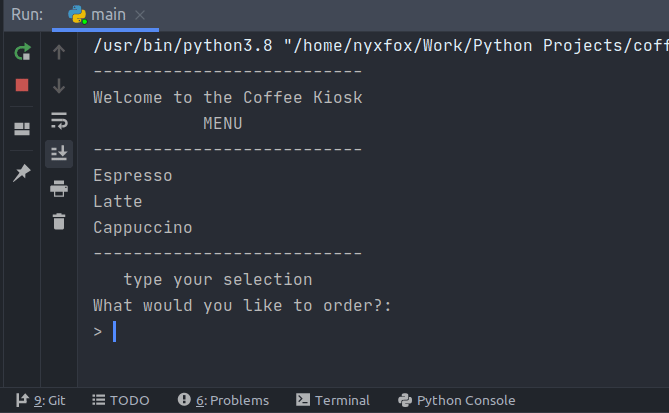 Run: main
/usr/bin/python3.8 "/home/nyxfox/Work/Python Projects/coff
---------------------------
Welcome to the Coffee Kiosk
           MENU
---------------------------
Espresso
Latte
Cappuccino
---------------------------
   type your selection
What would you like to order?:
>
9: Git TODO 6: Problems Terminal Python Console